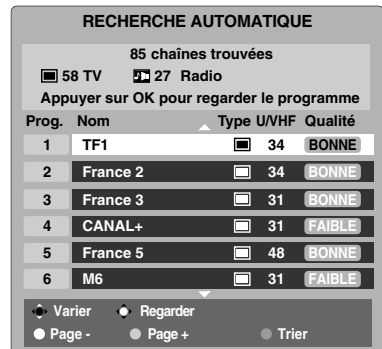 RECHERCHE AUTOMATIQUE
85 chaînes trouvées
58 TV 27 Radio
Appuyer sur OK pour regarder le programme
Prog. Nom Type U/VHF Qualité
1 TF1 34 BONNE
2 France 2 34 BONNE
3 France 3 31 BONNE
4 CANAL+ 31 FAIBLE
5 France 5 48 BONNE
6 M6 31 FAIBLE
Varier Regarder
Page - Page + Trier